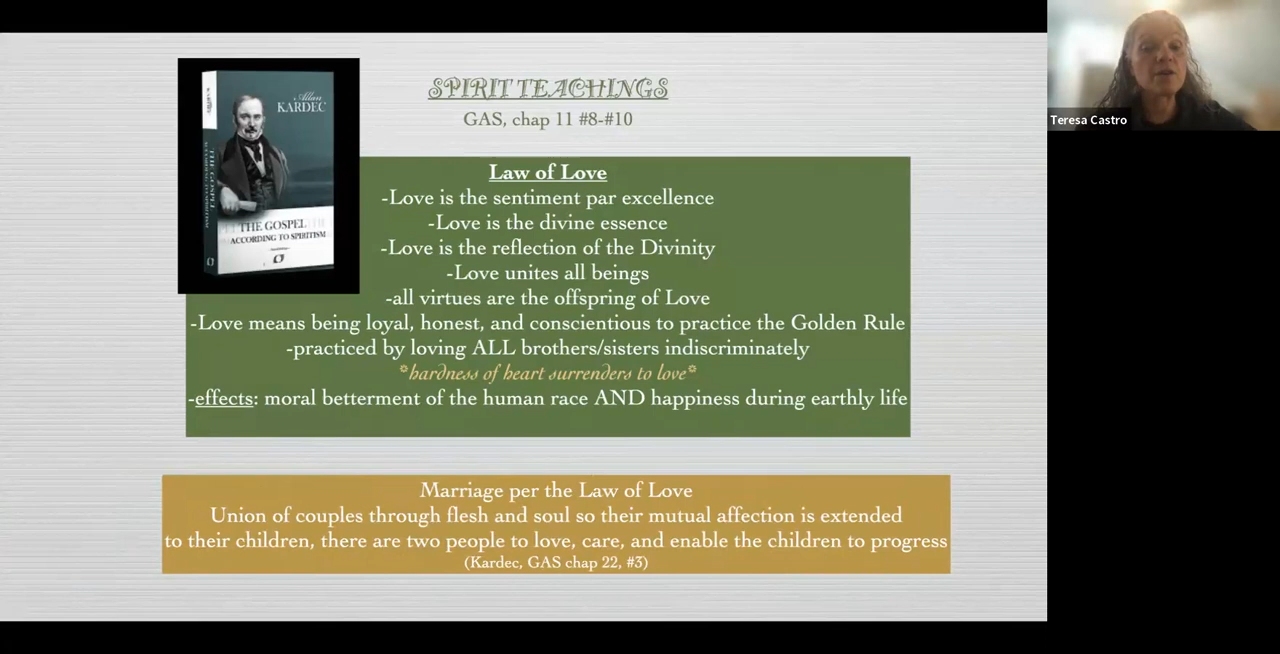 SPIRIT TEACHINGS
GAS, chap 11 #8-#10
Allan
KARDEC
THE GOSPEL
ACCORDING TO SPIRITISM
Law of Love
-Love is the sentiment par excellence
-Love is the divine essence
-Love is the reflection of the Divinity
-Love unites all beings
-all virtues are the offspring of Love
-Love means being loyal, honest, and conscientious to practice the Golden Rule
-practiced by loving ALL brothers/sisters indiscriminately
*hardness of heart surrenders to love*
-effects: moral betterment of the human race AND happiness during earthly life
Marriage per the Law of Love
Union of couples through flesh and soul so their mutual affection is extended
to their children, there are two people to love, care, and enable the children to progress
(Kardec, GAS chap 22, #3)
Teresa Castro